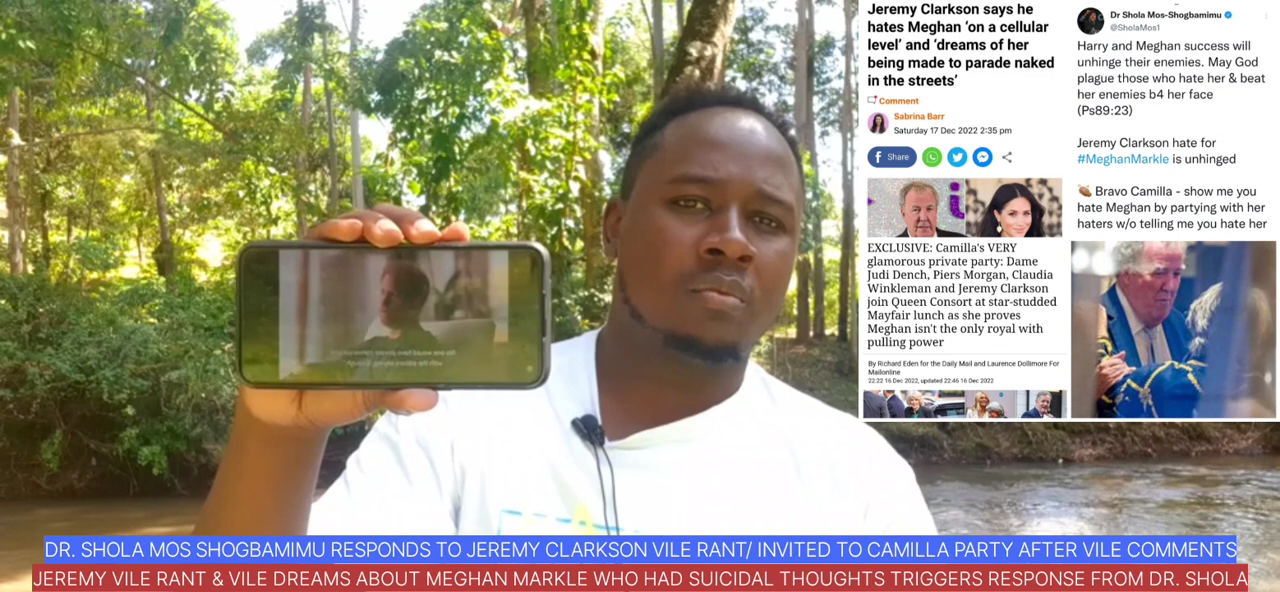 Jeremy Clarkson says he
hates Meghan ‘on a cellular
level’ and ‘dreams of her
being made to parade naked
in the streets’
Comment
Sabrina Barr
Saturday 17 Dec 2022 2:35 pm
Share
EXCLUSIVE: Camilla's VERY
glamorous private party: Dame
Judi Dench, Piers Morgan, Claudia
Winkleman and Jeremy Clarkson
join Queen Consort at star-studded
Mayfair lunch as she proves
Meghan isn't the only royal with
pulling power
By Richard Eden for the Daily Mail and Laurence Dollimore For
Mailonline
22:22 16 Dec 2022, updated 22:46 16 Dec 2022
Dr Shola Mos-Shogbamimu
@SholaMos1
Harry and Meghan success will
unhinge their enemies. May God
plague those who hate her & beat
her enemies b4 her face
(Ps89:23)
Jeremy Clarkson hate for
#MeghanMarkle is unhinged
👏🏾 Bravo Camilla - show me you
hate Meghan by partying with her
haters w/o telling me you hate her
DR. SHOLA MOS SHOGBAMIMU RESPONDS TO JEREMY CLARKSON VILE RANT/ INVITED TO CAMILLA PARTY AFTER VILE COMMENTS
JEREMY VILE RANT & VILE DREAMS ABOUT MEGHAN MARKLE WHO HAD SUICIDAL THOUGHTS TRIGGERS RESPONSE FROM DR. SHOLA